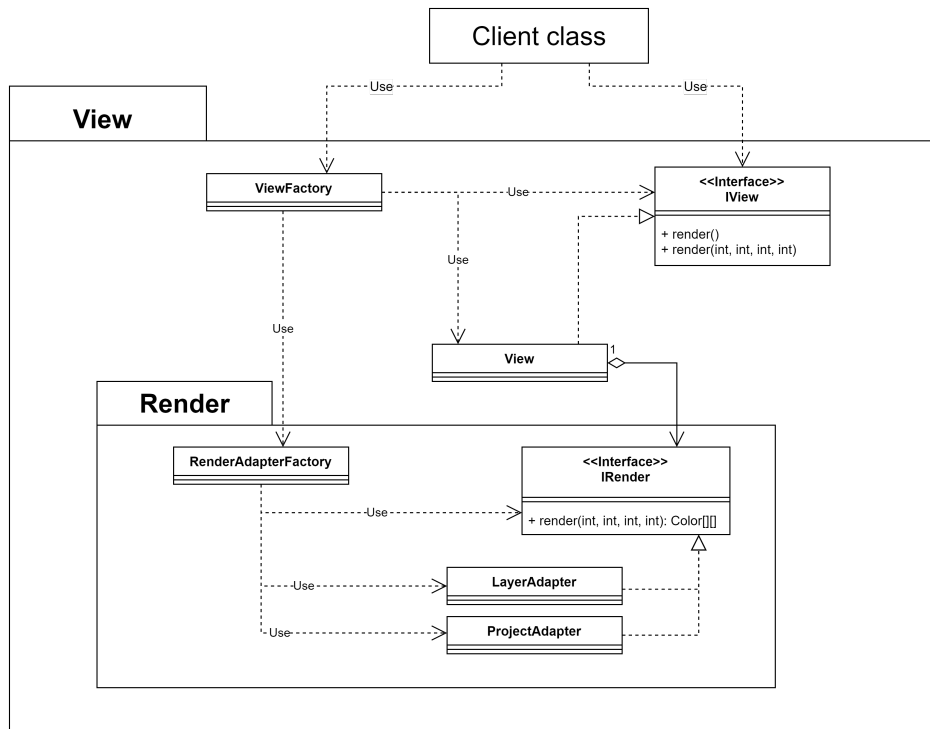 Client class
Use
Use
View
ViewFactory
Use
<<Interface>>
IView
+ render()
+ render(int, int, int, int)
Use
Use
View
1
Render
RenderAdapterFactory
<<Interface>>
IRender
+ render(int, int, int, int): Color[][]
Use
Use
LayerAdapter
Use
ProjectAdapter